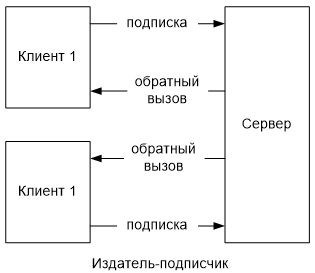 подписка
Клиент 1
обратный
вызов
Сервер
обратный
вызов
Клиент 1
подписка
Издатель-подписчик